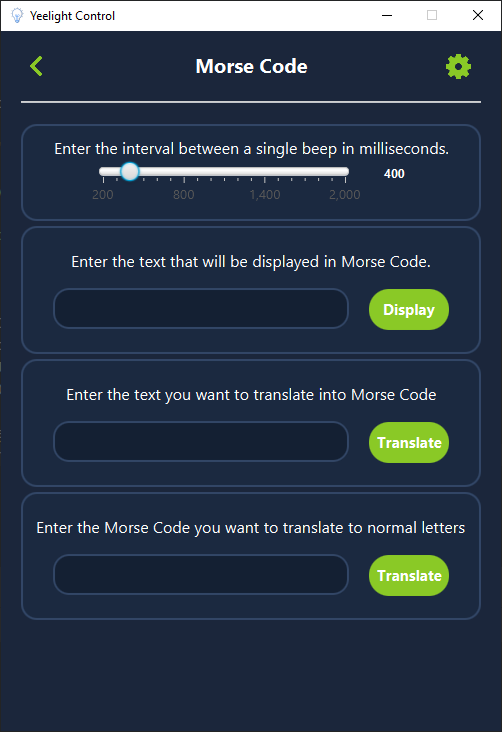 Yeelight Control
Morse Code
Enter the interval between a single beep in milliseconds.
400
200 800 1,400 2,000
Enter the text that will be displayed in Morse Code.
Display
Enter the text you want to translate into Morse Code
Translate
Enter the Morse Code you want to translate to normal letters
Translate